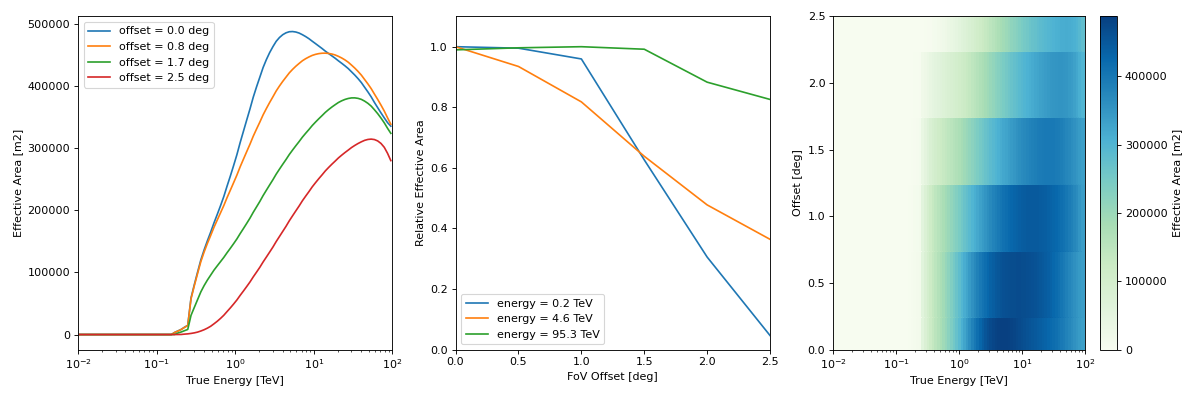 500000
400000
300000
200000
100000
0
Effective Area [m2]
offset = 0.0 deg
offset = 0.8 deg
offset = 1.7 deg
offset = 2.5 deg
10⁻² 10⁻¹ 10⁰ 10¹ 10²
True Energy [TeV]
1.0
0.8
0.6
0.4
0.2
0.0
Relative Effective Area
energy = 0.2 TeV
energy = 4.6 TeV
energy = 95.3 TeV
0.0 0.5 1.0 1.5 2.0 2.5
FoV Offset [deg]
2.5
2.0
1.5
1.0
0.5
0.0
Offset [deg]
10⁻² 10⁻¹ 10⁰ 10¹ 10²
True Energy [TeV]
400000
300000
200000
100000
0
Effective Area [m2]